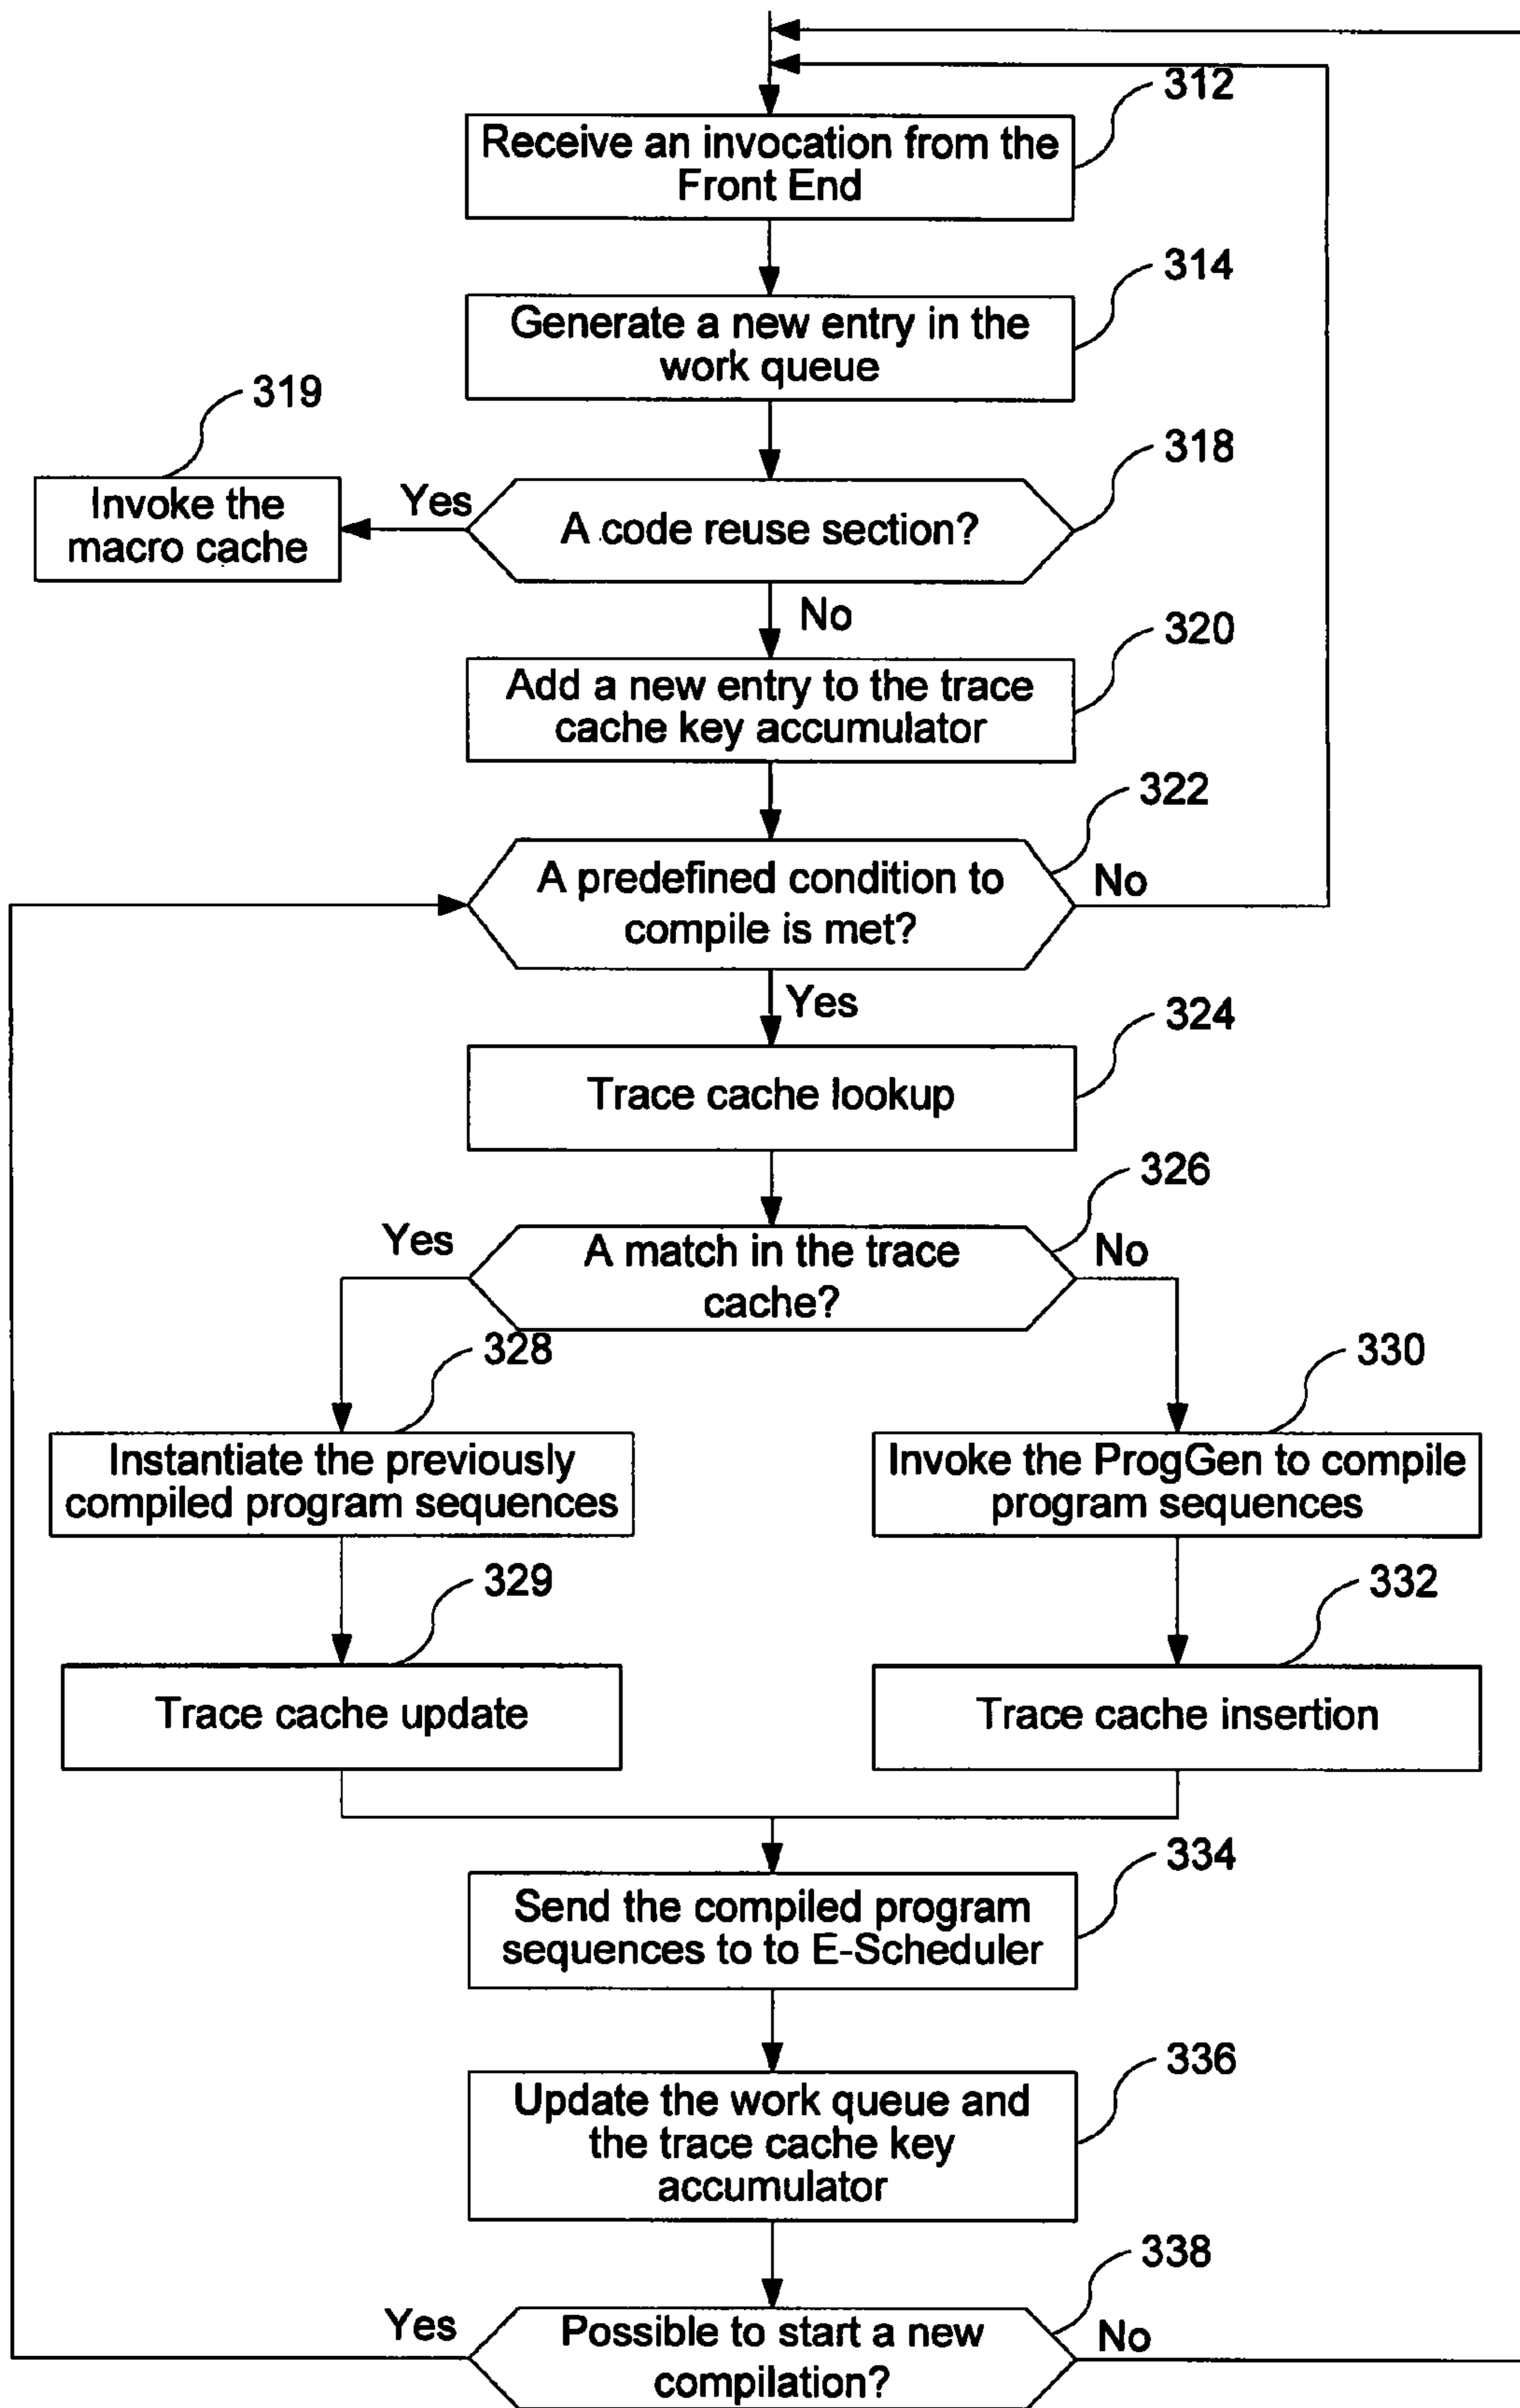 312
Receive an invocation from the
Front End
314
Generate a new entry in the
work queue
319
318
Invoke the
macro cache
Yes
A code reuse section?
No
320
Add a new entry to the trace
cache key accumulator
322
A predefined condition to
compile is met?
No
Yes
324
Trace cache lookup
326
Yes
A match in the trace
cache?
No
328
330
Instantiate the previously
compiled program sequences
Invoke the ProgGen to compile
program sequences
329
332
Trace cache update
Trace cache insertion
334
Send the compiled program
sequences to to E-Scheduler
336
Update the work queue and
the trace cache key
accumulator
338
Yes
Possible to start a new
compilation?
No